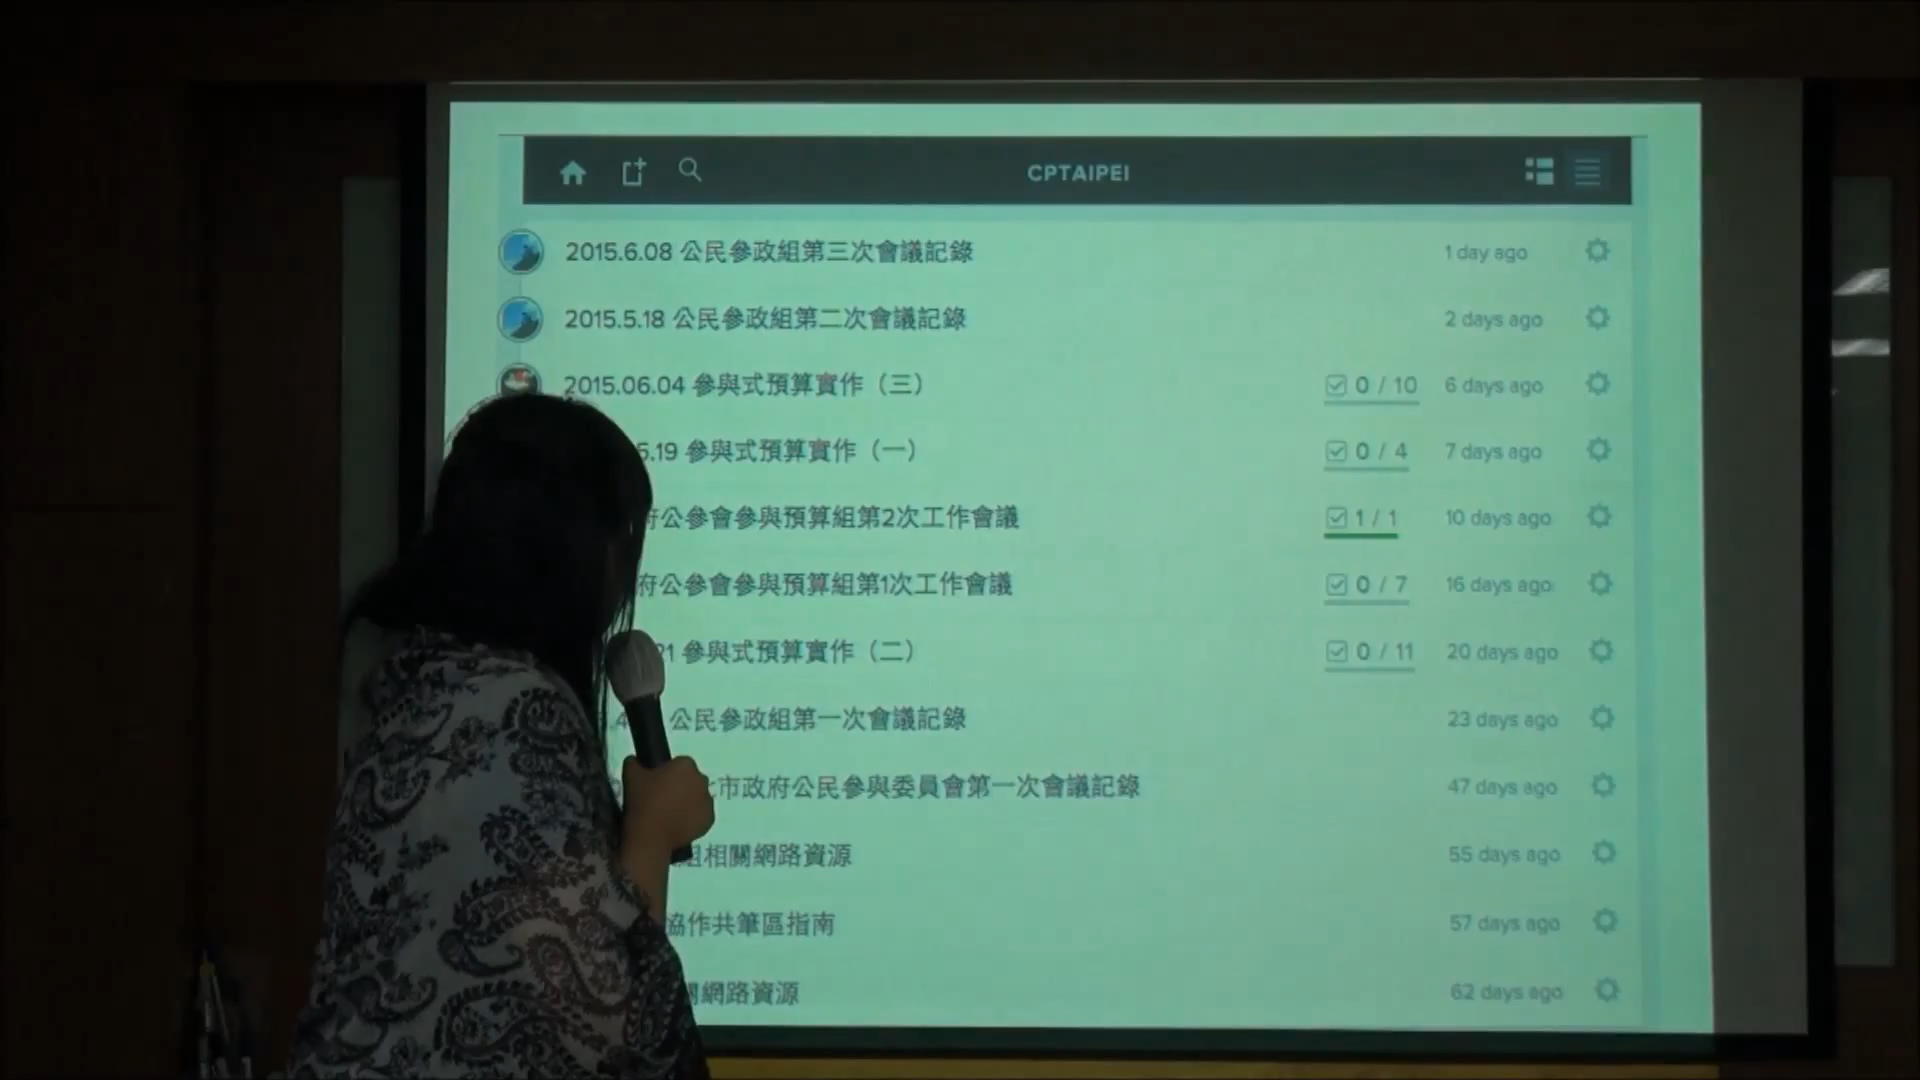 CPTAIPEI
2015.6.08 公民參政組第三次會議記錄 1 day ago
2015.5.18 公民參政組第二次會議記錄 2 days ago
2015.06.04 參與式預算實作（三） 0 / 10 6 days ago
5.19 參與式預算實作（一） 0 / 4 7 days ago
府公參會參與預算組第2次工作會議 1 / 1 10 days ago
府公參會參與預算組第1次工作會議 0 / 7 16 days ago
21 參與式預算實作（二） 0 / 11 20 days ago
公民參政組第一次會議記錄 23 days ago
北市政府公民參與委員會第一次會議記錄 47 days ago
組相關網路資源 55 days ago
協作共筆區指南 57 days ago
關網路資源 62 days ago